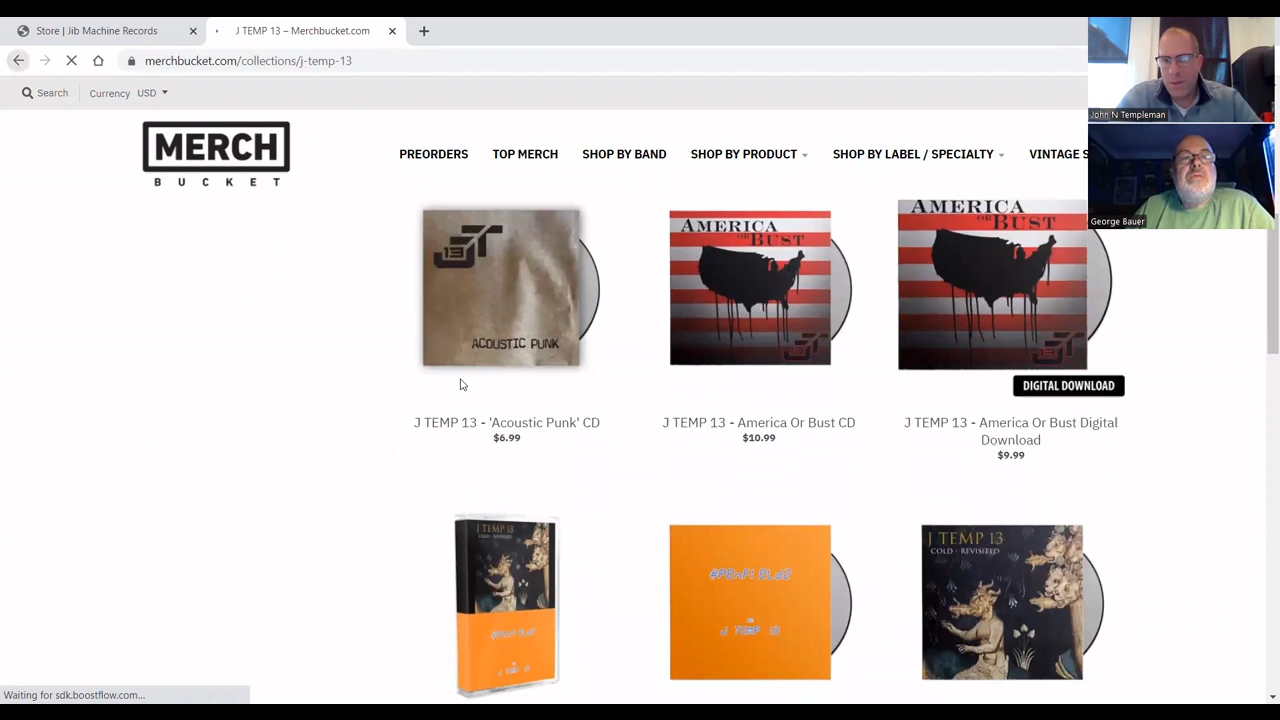 Store | Jib Machine Records
J TEMP 13 – Merchbucket.com
merchbucket.com/collections/j-temp-13
Search
Currency USD
MERCH
BUCKET
PREORDERS
TOP MERCH
SHOP BY BAND
SHOP BY PRODUCT
SHOP BY LABEL / SPECIALTY
VINTAGE S
John N Templeman
George Bauer
13
ACOUSTIC PUNK
AMERICA
OR BUST
AMERICA
OR BUST
DIGITAL DOWNLOAD
J TEMP 13 - 'Acoustic Punk' CD
$6.99
J TEMP 13 - America Or Bust CD
$10.99
J TEMP 13 - America Or Bust Digital
Download
$9.99
J TEMP 13
COLD - REVISITED
J TEMP 13
COLD - REVISITED
Waiting for sdk.boostflow.com...